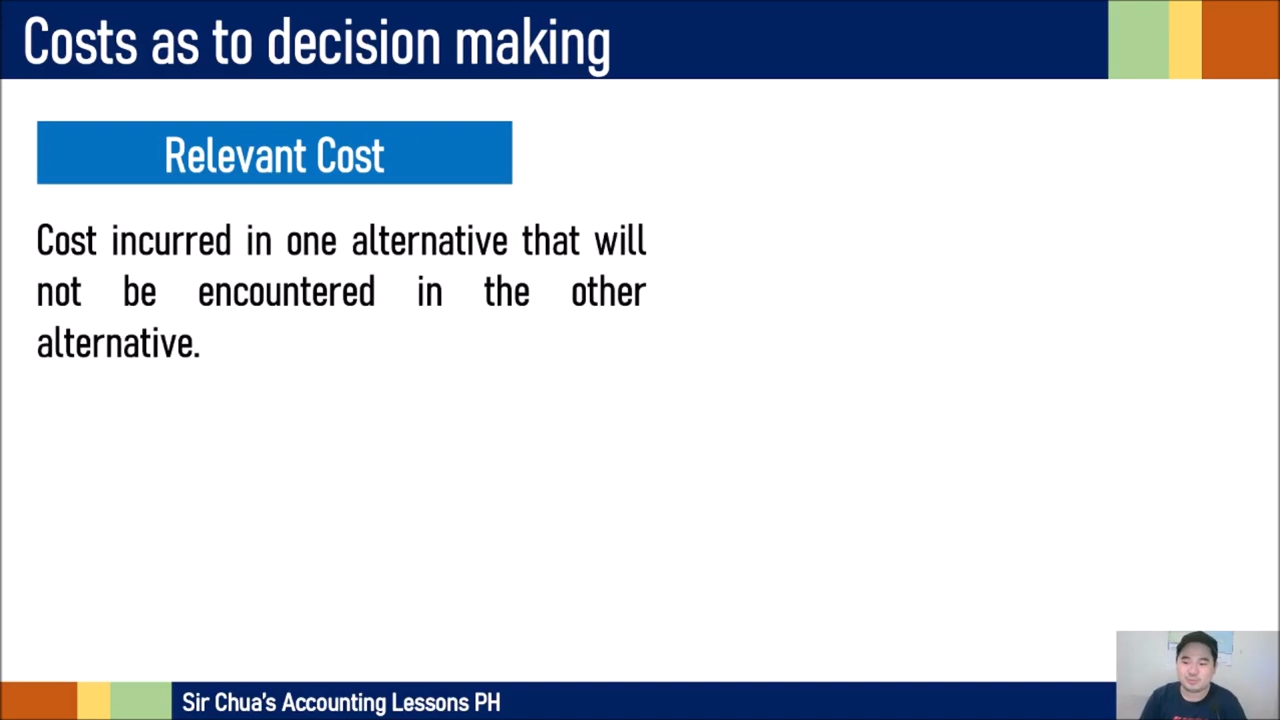 Costs as to decision making
Relevant Cost
Cost incurred in one alternative that will
not be encountered in the other
alternative.
Sir Chua's Accounting Lessons PH